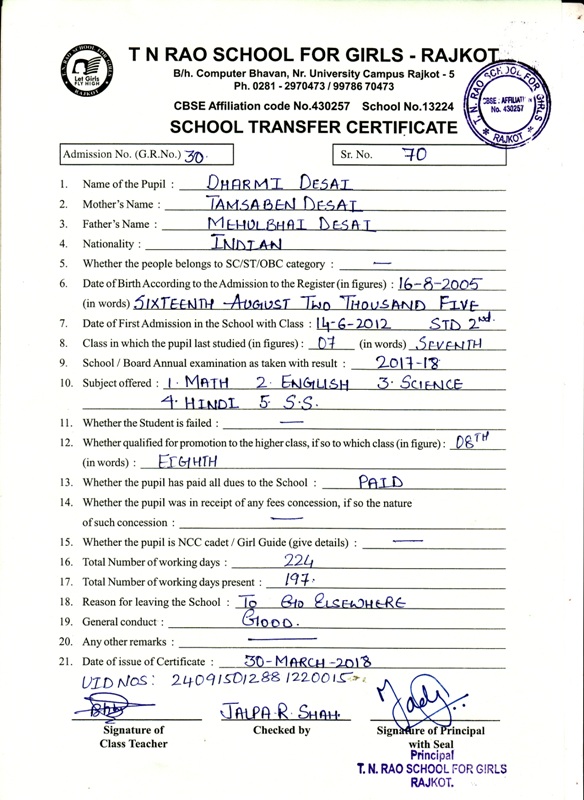 T. N. RAO SCHOOL FOR GIRLS
Let Girls
FLY HIGH
RAJKOT
T N RAO SCHOOL FOR GIRLS - RAJKOT
B/h. Computer Bhavan, Nr. University Campus Rajkot - 5
Ph. 0281 - 2970473 / 99786 70473
CBSE Affiliation code No.430257 School No.13224
SCHOOL TRANSFER CERTIFICATE
T. N. RAO SCHOOL FOR GIRLS
CBSE : AFFILIATI
No. 430257
RAJKOT
Admission No. (G.R.No.) 30. Sr. No. 70
1. Name of the Pupil : DHARMI DESAI
2. Mother's Name : TAMSABEN DESAI
3. Father's Name : MEHULBHAI DESAI
4. Nationality : INDIAN
5. Whether the people belongs to SC/ST/OBC category : —
6. Date of Birth According to the Admission to the Register (in figures) : 16-8-2005
(in words) SIXTEENTH - AUGUST TWO THOUSAND FIVE
7. Date of First Admission in the School with Class : 14-6-2012 STD 2nd.
8. Class in which the pupil last studied (in figures) : 07 (in words) SEVENTH
9. School / Board Annual examination as taken with result : 2017-18
10. Subject offered : 1. MATH 2. ENGLISH 3. SCIENCE
4. HINDI 5. S.S.
11. Whether the Student is failed : —
12. Whether qualified for promotion to the higher class, if so to which class (in figure) : 08TH
(in words) : EIGHTH
13. Whether the pupil has paid all dues to the School : PAID
14. Whether the pupil was in receipt of any fees concession, if so the nature
of such concession : —
15. Whether the pupil is NCC cadet / Girl Guide (give details) : —
16. Total Number of working days : 224
17. Total Number of working days present : 197.
18. Reason for leaving the School : TO GO ELSEWHERE
19. General conduct : GOOD.
20. Any other remarks : —
21. Date of issue of Certificate : 30-MARCH-2018
UID NOS: 240915012881220015
JALPA.R. SHAH.
Signature of Class Teacher
Checked by
Signature of Principal
with Seal
Principal
T. N. RAO SCHOOL FOR GIRLS
RAJKOT.